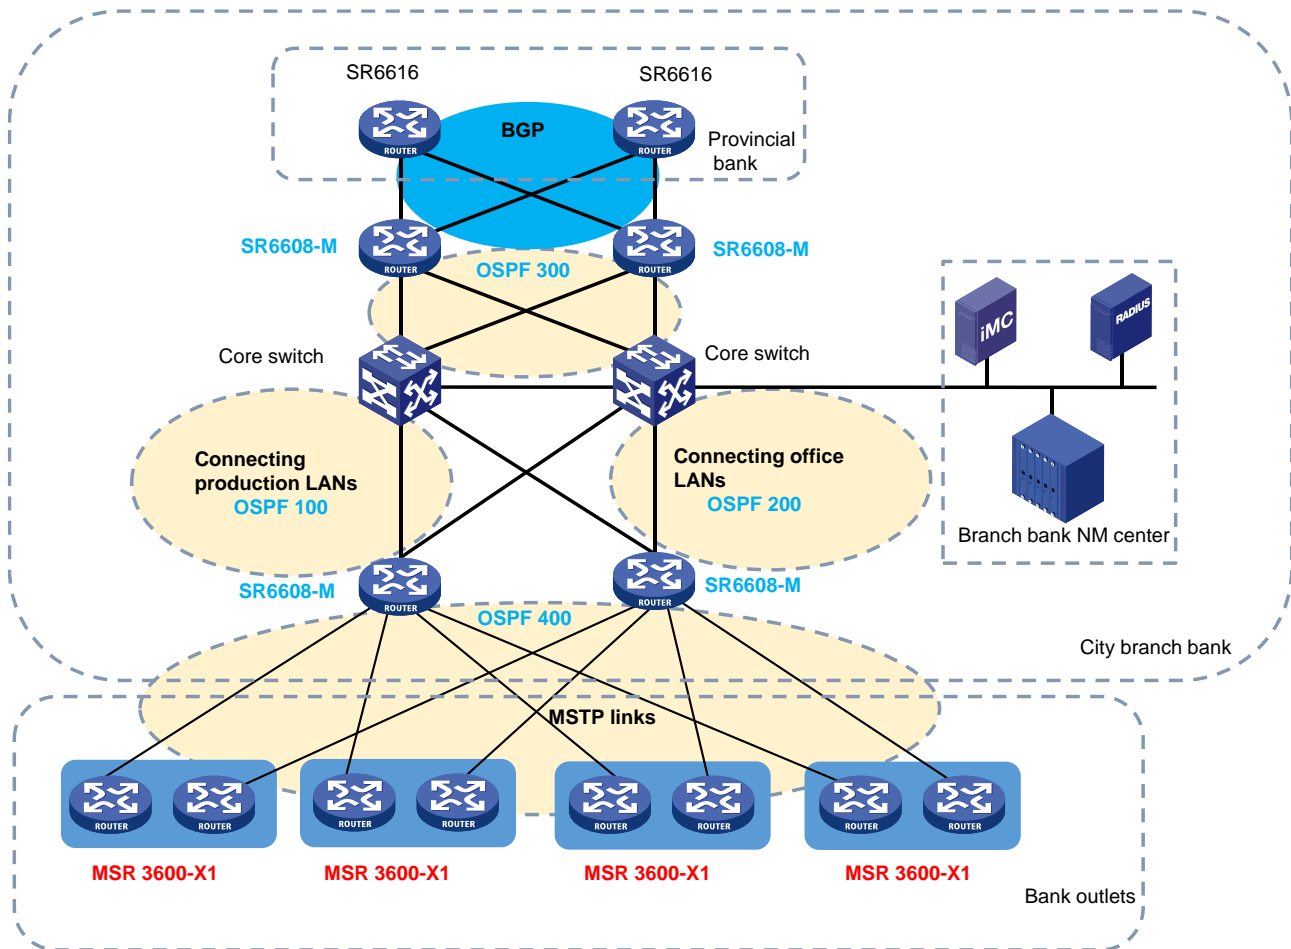 SR6616
SR6616
ROUTER
ROUTER
BGP
Provincial
bank
SR6608-M
ROUTER
ROUTER
SR6608-M
OSPF 300
iMC
RADIUS
Core switch
Core switch
Connecting
production LANs
OSPF 100
Connecting office
LANs
OSPF 200
Branch bank NM center
SR6608-M
ROUTER
ROUTER
SR6608-M
OSPF 400
City branch bank
MSTP links
ROUTER
ROUTER
ROUTER
ROUTER
ROUTER
ROUTER
ROUTER
ROUTER
MSR 3600-X1
MSR 3600-X1
MSR 3600-X1
MSR 3600-X1
Bank outlets